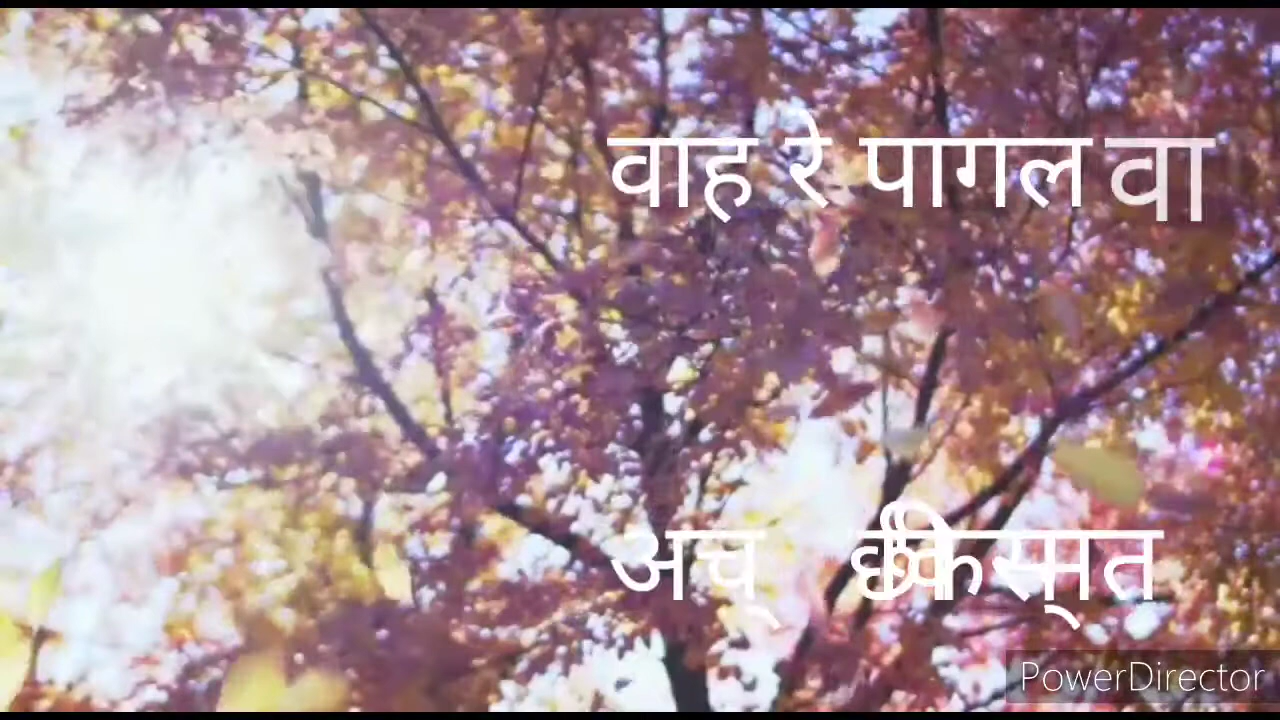 वाह रे पागल वा
अच् छी किस्मत
PowerDirector